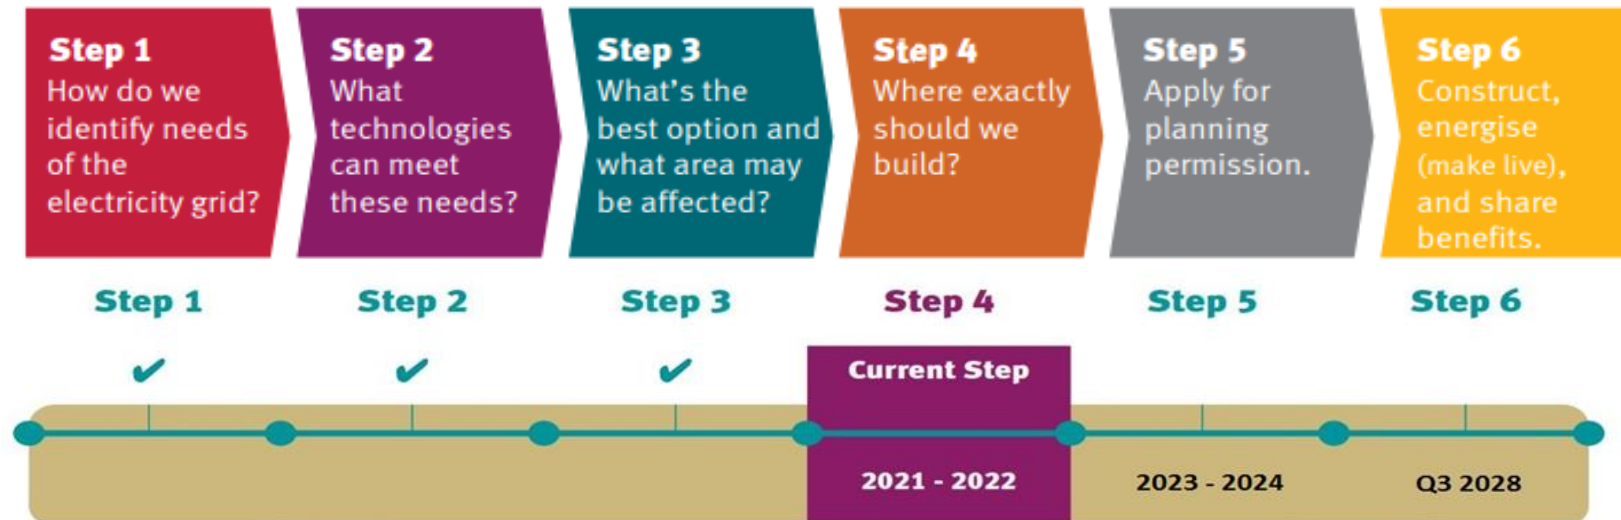 Step 1
How do we
identify needs
of the
electricity grid?
Step 2
What
technologies
can meet
these needs?
Step 3
What's the
best option and
what area may
be affected?
Step 4
Where exactly
should we
build?
Step 5
Apply for
planning
permission.
Step 6
Construct,
energise
(make live),
and share
benefits.
Step 1
Step 2
Step 3
Step 4
Step 5
Step 6
Current Step
2021 - 2022
2023 - 2024
Q3 2028